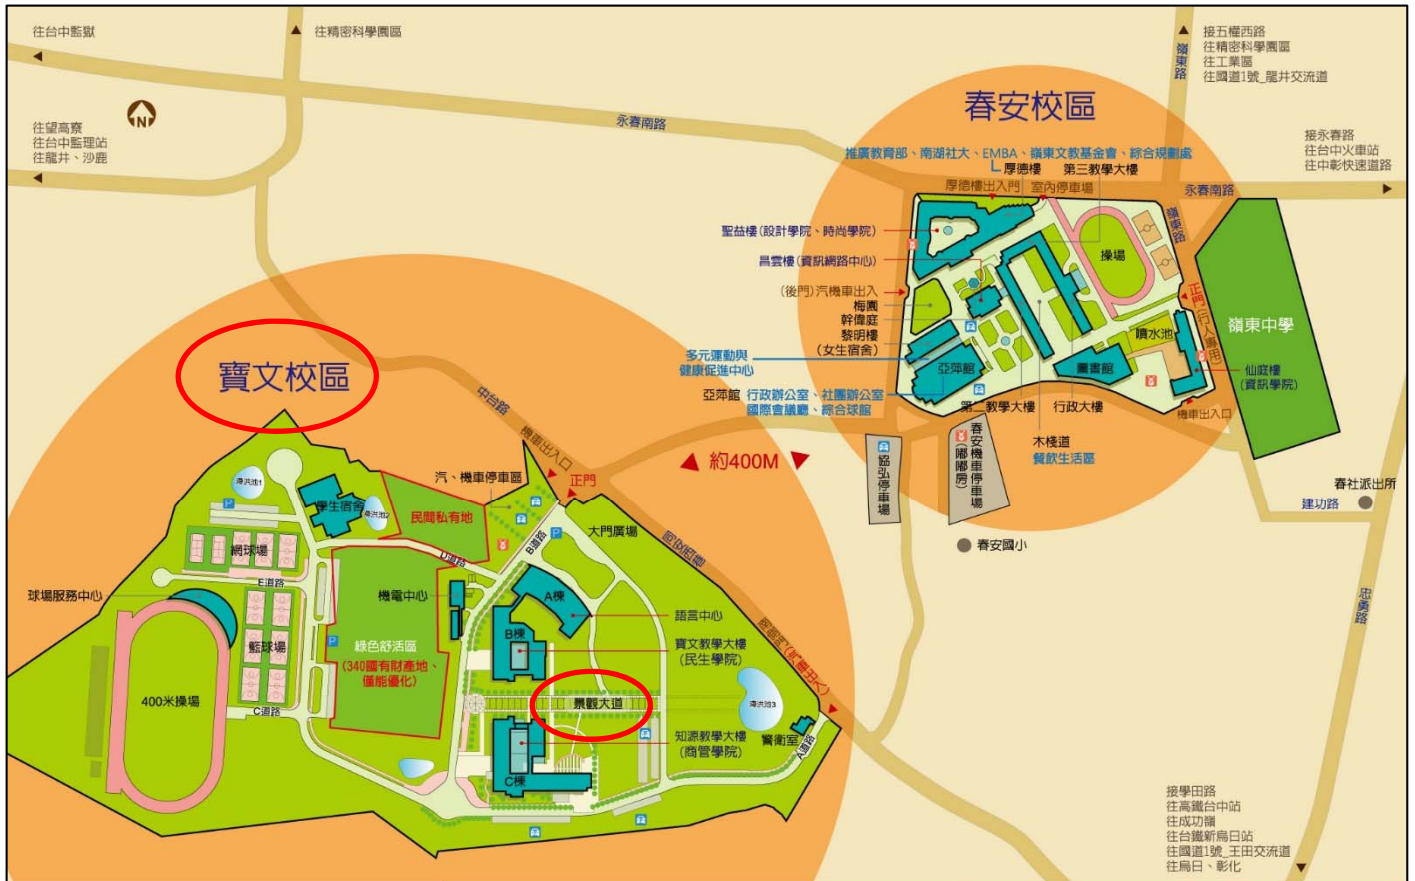 往台中監獄
往精密科學園區
N
往望高寮
往台中監理站
往龍井、沙鹿
永春南路
嶺東路
接五權西路
往精密科學園區
往工業區
往國道1號_龍井交流道
接永春路
往台中火車站
往中彰快速道路
永春南路
春安校區
推廣教育部、南湖社大、EMBA、嶺東文教基金會、綜合規劃處
厚德樓
第三教學大樓
厚德樓出入門
室內停車場
嶺東路
聖益樓(設計學院、時尚學院)
昌雲樓(資訊網路中心)
操場
(後門)汽機車出入
梅園
幹偉庭
黎明樓
(女生宿舍)
正門(行人專用)
嶺東中學
噴水池
多元運動與
健康促進中心
亞萍館
圖書館
仙庭樓
(資訊學院)
亞萍館 行政辦公室、社團辦公室
國際會議廳、綜合球館
第二教學大樓
行政大樓
機車出入口
木棧道
餐飲生活區
協弘停車場
春安機車停車場
(嘟嘟房)
春安國小
春社派出所
建功路
忠勇路
約400M
寶文校區
中台路
機車出入口
正門
汽、機車停車區
滯洪池1
P
學生宿舍
滯洪池2
民間私有地
大門廣場
P
B道路
D道路
網球場
E道路
機電中心
A棟
語言中心
球場服務中心
B棟
寶文教學大樓
(民生學院)
籃球場
P
綠色舒活區
(340國有財產地、
僅能優化)
400米操場
C道路
景觀大道
滯洪池3
知源教學大樓
(商管學院)
警衛室
A道路
C棟
接學田路
往高鐵台中站
往成功嶺
往台鐵新烏日站
往國道1號_王田交流道
往烏日、彰化